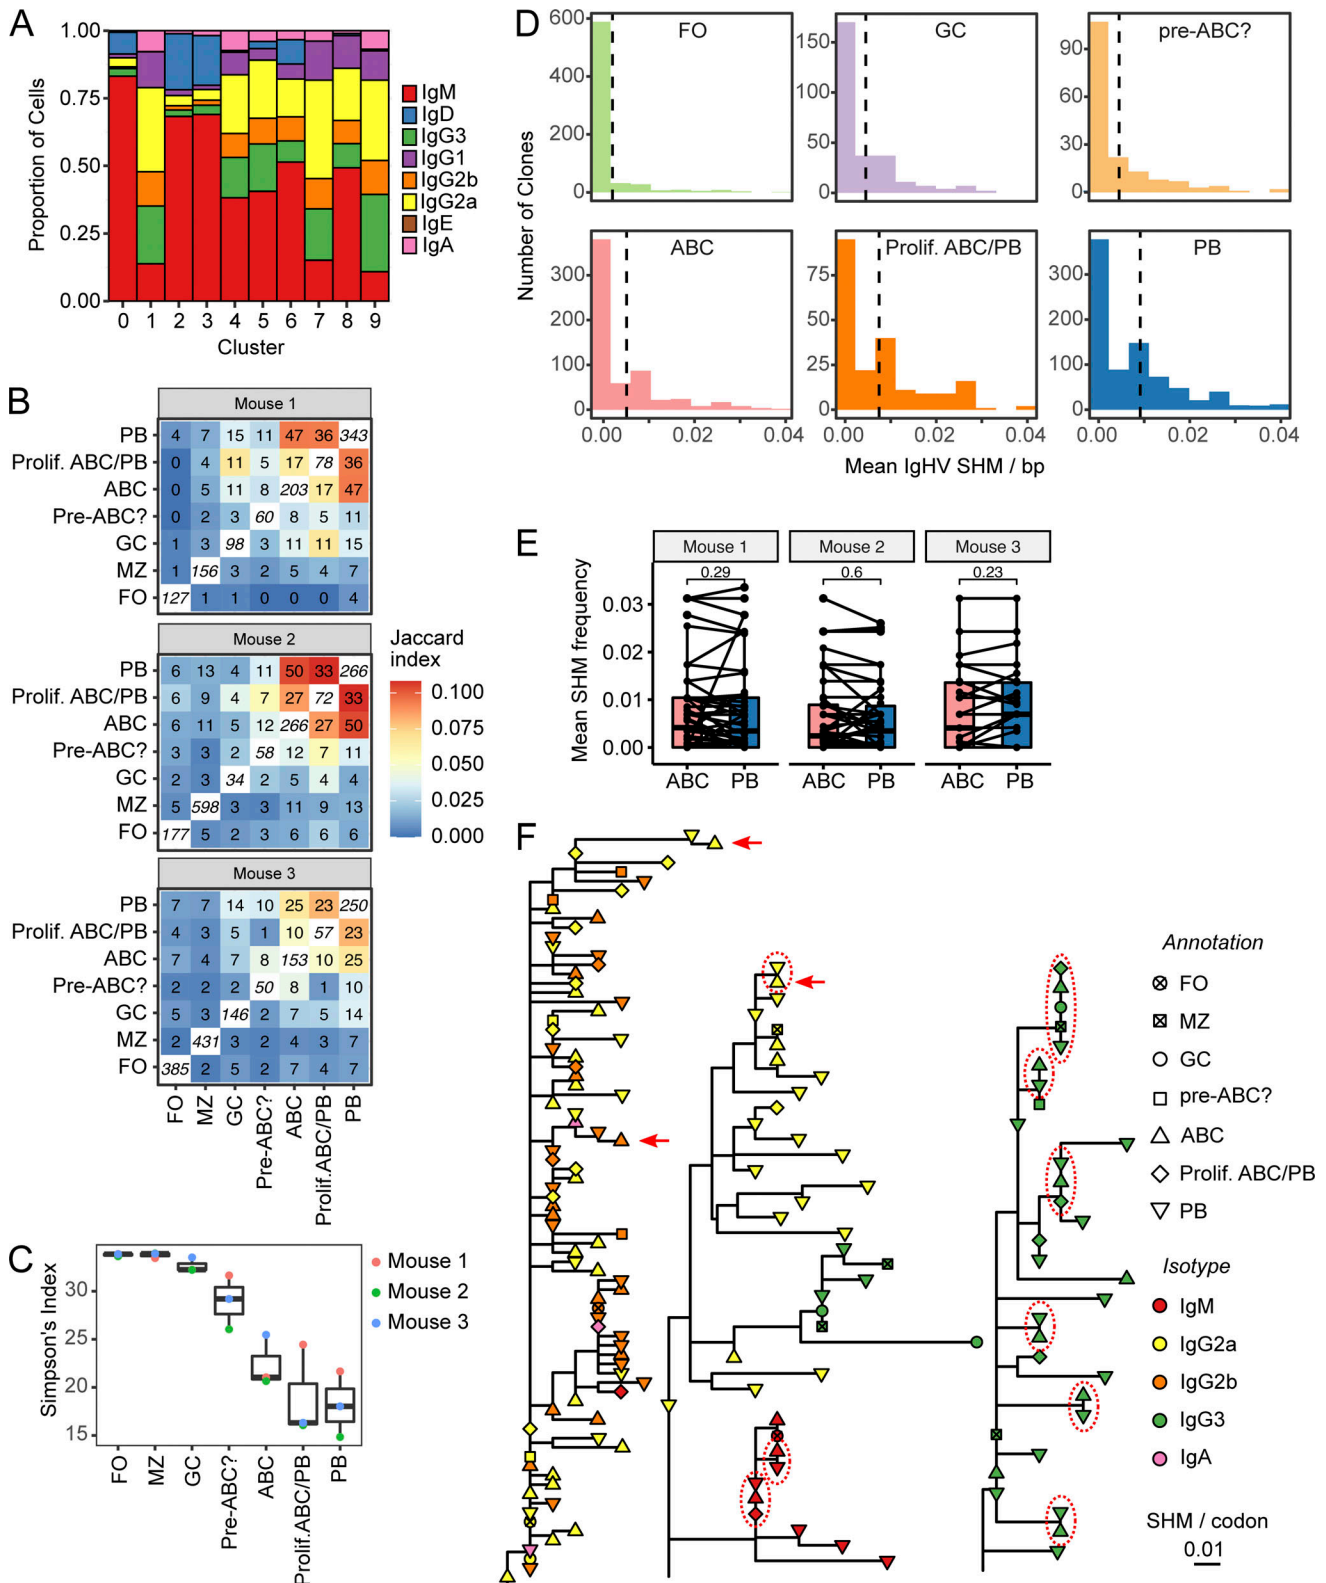 A
Proportion of Cells
1.00
0.75
0.50
0.25
0.00
0 1 2 3 4 5 6 7 8 9
Cluster
IgM
IgD
IgG3
IgG1
IgG2b
IgG2a
IgE
IgA
B
Mouse 1
PB 4 7 15 11 47 36 343
Prolif. ABC/PB 0 4 11 5 17 78 36
ABC 0 5 11 8 203 17 47
Pre-ABC? 0 2 3 60 8 5 11
GC 1 3 98 3 11 11 15
MZ 1 156 3 2 5 4 7
FO 127 1 1 0 0 0 4
Mouse 2
PB 6 13 4 11 50 33 266
Prolif. ABC/PB 6 9 4 7 27 72 33
ABC 6 11 5 12 266 27 50
Pre-ABC? 3 3 2 58 12 7 11
GC 2 3 34 2 5 4 4
MZ 5 598 3 3 11 9 13
FO 177 5 2 3 6 6 6
Mouse 3
PB 7 7 14 10 25 23 250
Prolif. ABC/PB 4 3 5 1 10 57 23
ABC 7 4 7 8 153 10 25
Pre-ABC? 2 2 2 50 8 1 10
GC 5 3 146 2 7 5 14
MZ 2 431 3 2 4 3 7
FO 385 2 5 2 7 4 7
FO
MZ
GC
Pre-ABC?
ABC
Prolif.ABC/PB
PB
Jaccard
index
0.100
0.075
0.050
0.025
0.000
C
Simpson's Index
30
25
20
15
FO
MZ
GC
Pre-ABC?
ABC
Prolif.ABC/PB
PB
Mouse 1
Mouse 2
Mouse 3
D
Number of Clones
FO
600
400
200
0
GC
150
100
50
0
pre-ABC?
90
60
30
0
ABC
300
200
100
0
Prolif. ABC/PB
75
50
25
0
PB
300
200
100
0
0.00 0.02 0.04
0.00 0.02 0.04
0.00 0.02 0.04
Mean IgHV SHM / bp
E
Mean SHM frequency
Mouse 1
Mouse 2
Mouse 3
0.29
0.6
0.23
0.03
0.02
0.01
0.00
ABC PB
ABC PB
ABC PB
F
Annotation
FO
MZ
GC
pre-ABC?
ABC
Prolif. ABC/PB
PB
Isotype
IgM
IgG2a
IgG2b
IgG3
IgA
SHM / codon
0.01